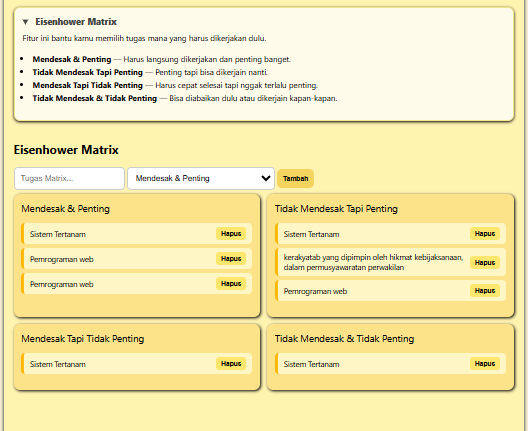 ▼ Eisenhower Matrix
Fitur ini bantu kamu memilih tugas mana yang harus dikerjakan dulu.
• Mendesak & Penting — Harus langsung dikerjakan dan penting banget.
• Tidak Mendesak Tapi Penting — Penting tapi bisa dikerjain nanti.
• Mendesak Tapi Tidak Penting — Harus cepat selesai tapi nggak terlalu penting.
• Tidak Mendesak & Tidak Penting — Bisa diabaikan dulu atau dikerjain kapan-kapan.
Eisenhower Matrix
Tugas Matrix... Mendesak & Penting Tambah
Mendesak & Penting
Sistem Tertanam Hapus
Pemrograman web Hapus
Pemrograman web Hapus
Tidak Mendesak Tapi Penting
Sistem Tertanam Hapus
kerakyatab yang dipimpin oleh hikmat kebijaksanaan,
dalam permusyawaratan perwakilan Hapus
Pemrograman web Hapus
Mendesak Tapi Tidak Penting
Sistem Tertanam Hapus
Tidak Mendesak & Tidak Penting
Sistem Tertanam Hapus